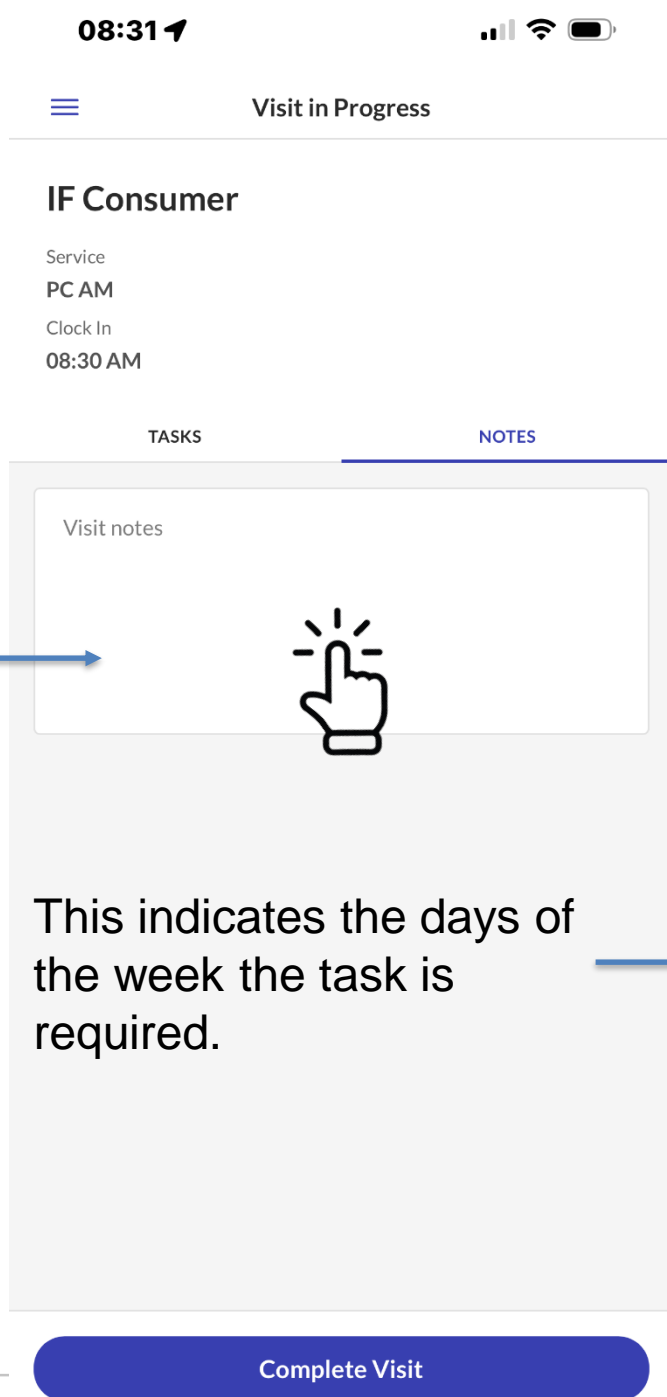 08:31
Visit in Progress
IF Consumer
Service
PC AM
Clock In
08:30 AM
TASKS
NOTES
Visit notes
This indicates the days of
the week the task is
required.
Complete Visit